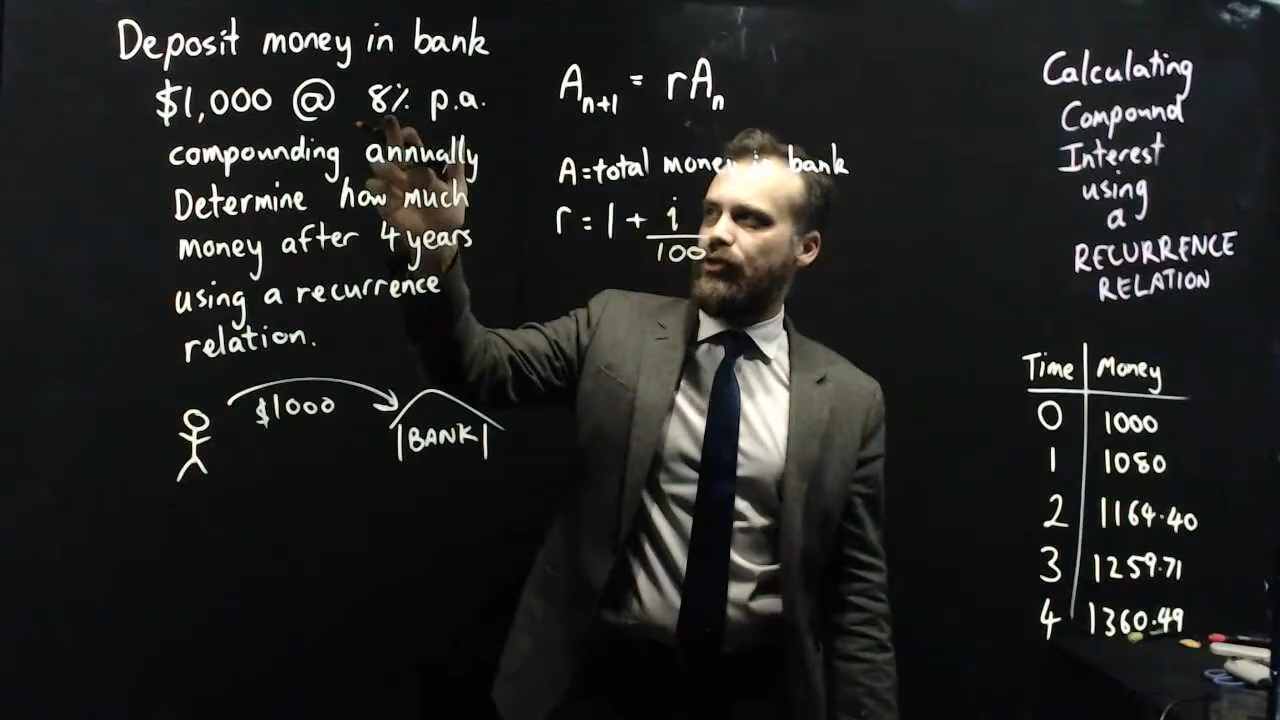 Deposit money in bank
$1,000 @ 8% p.a.
compounding annually
Determine how much
money after 4 years
using a recurrence
relation.
$1000
BANK
Aₙ₊₁ = rAₙ
A=total money in bank
r = 1 + i/100
Calculating
Compound
Interest
using
a
RECURRENCE
RELATION
Time Money
0 1000
1 1080
2 1164.40
3 1259.71
4 1360.49